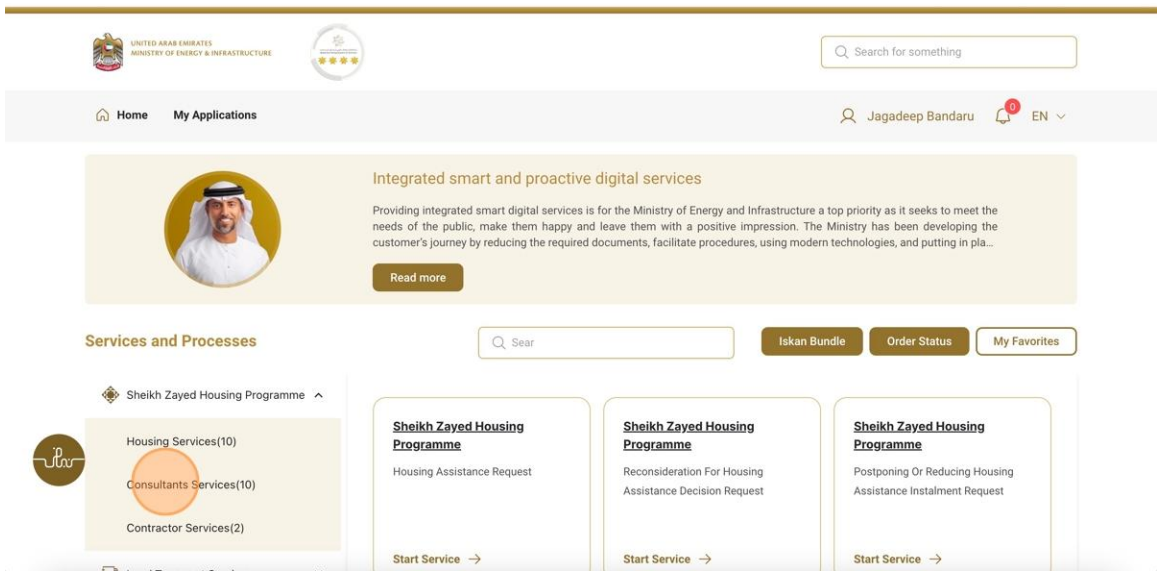 UNITED ARAB EMIRATES
MINISTRY OF ENERGY & INFRASTRUCTURE
Search for something
Home My Applications
Jagadeep Bandaru 0 EN
Integrated smart and proactive digital services
Providing integrated smart digital services is for the Ministry of Energy and Infrastructure a top priority as it seeks to meet the
needs of the public, make them happy and leave them with a positive impression. The Ministry has been developing the
customer's journey by reducing the required documents, facilitate procedures, using modern technologies, and putting in pla...
Read more
Services and Processes
Sear
Iskan Bundle Order Status My Favorites
Sheikh Zayed Housing Programme
Housing Services(10)
Consultants Services(10)
Contractor Services(2)
Sheikh Zayed Housing
Programme
Housing Assistance Request
Start Service
Sheikh Zayed Housing
Programme
Reconsideration For Housing
Assistance Decision Request
Start Service
Sheikh Zayed Housing
Programme
Postponing Or Reducing Housing
Assistance Instalment Request
Start Service